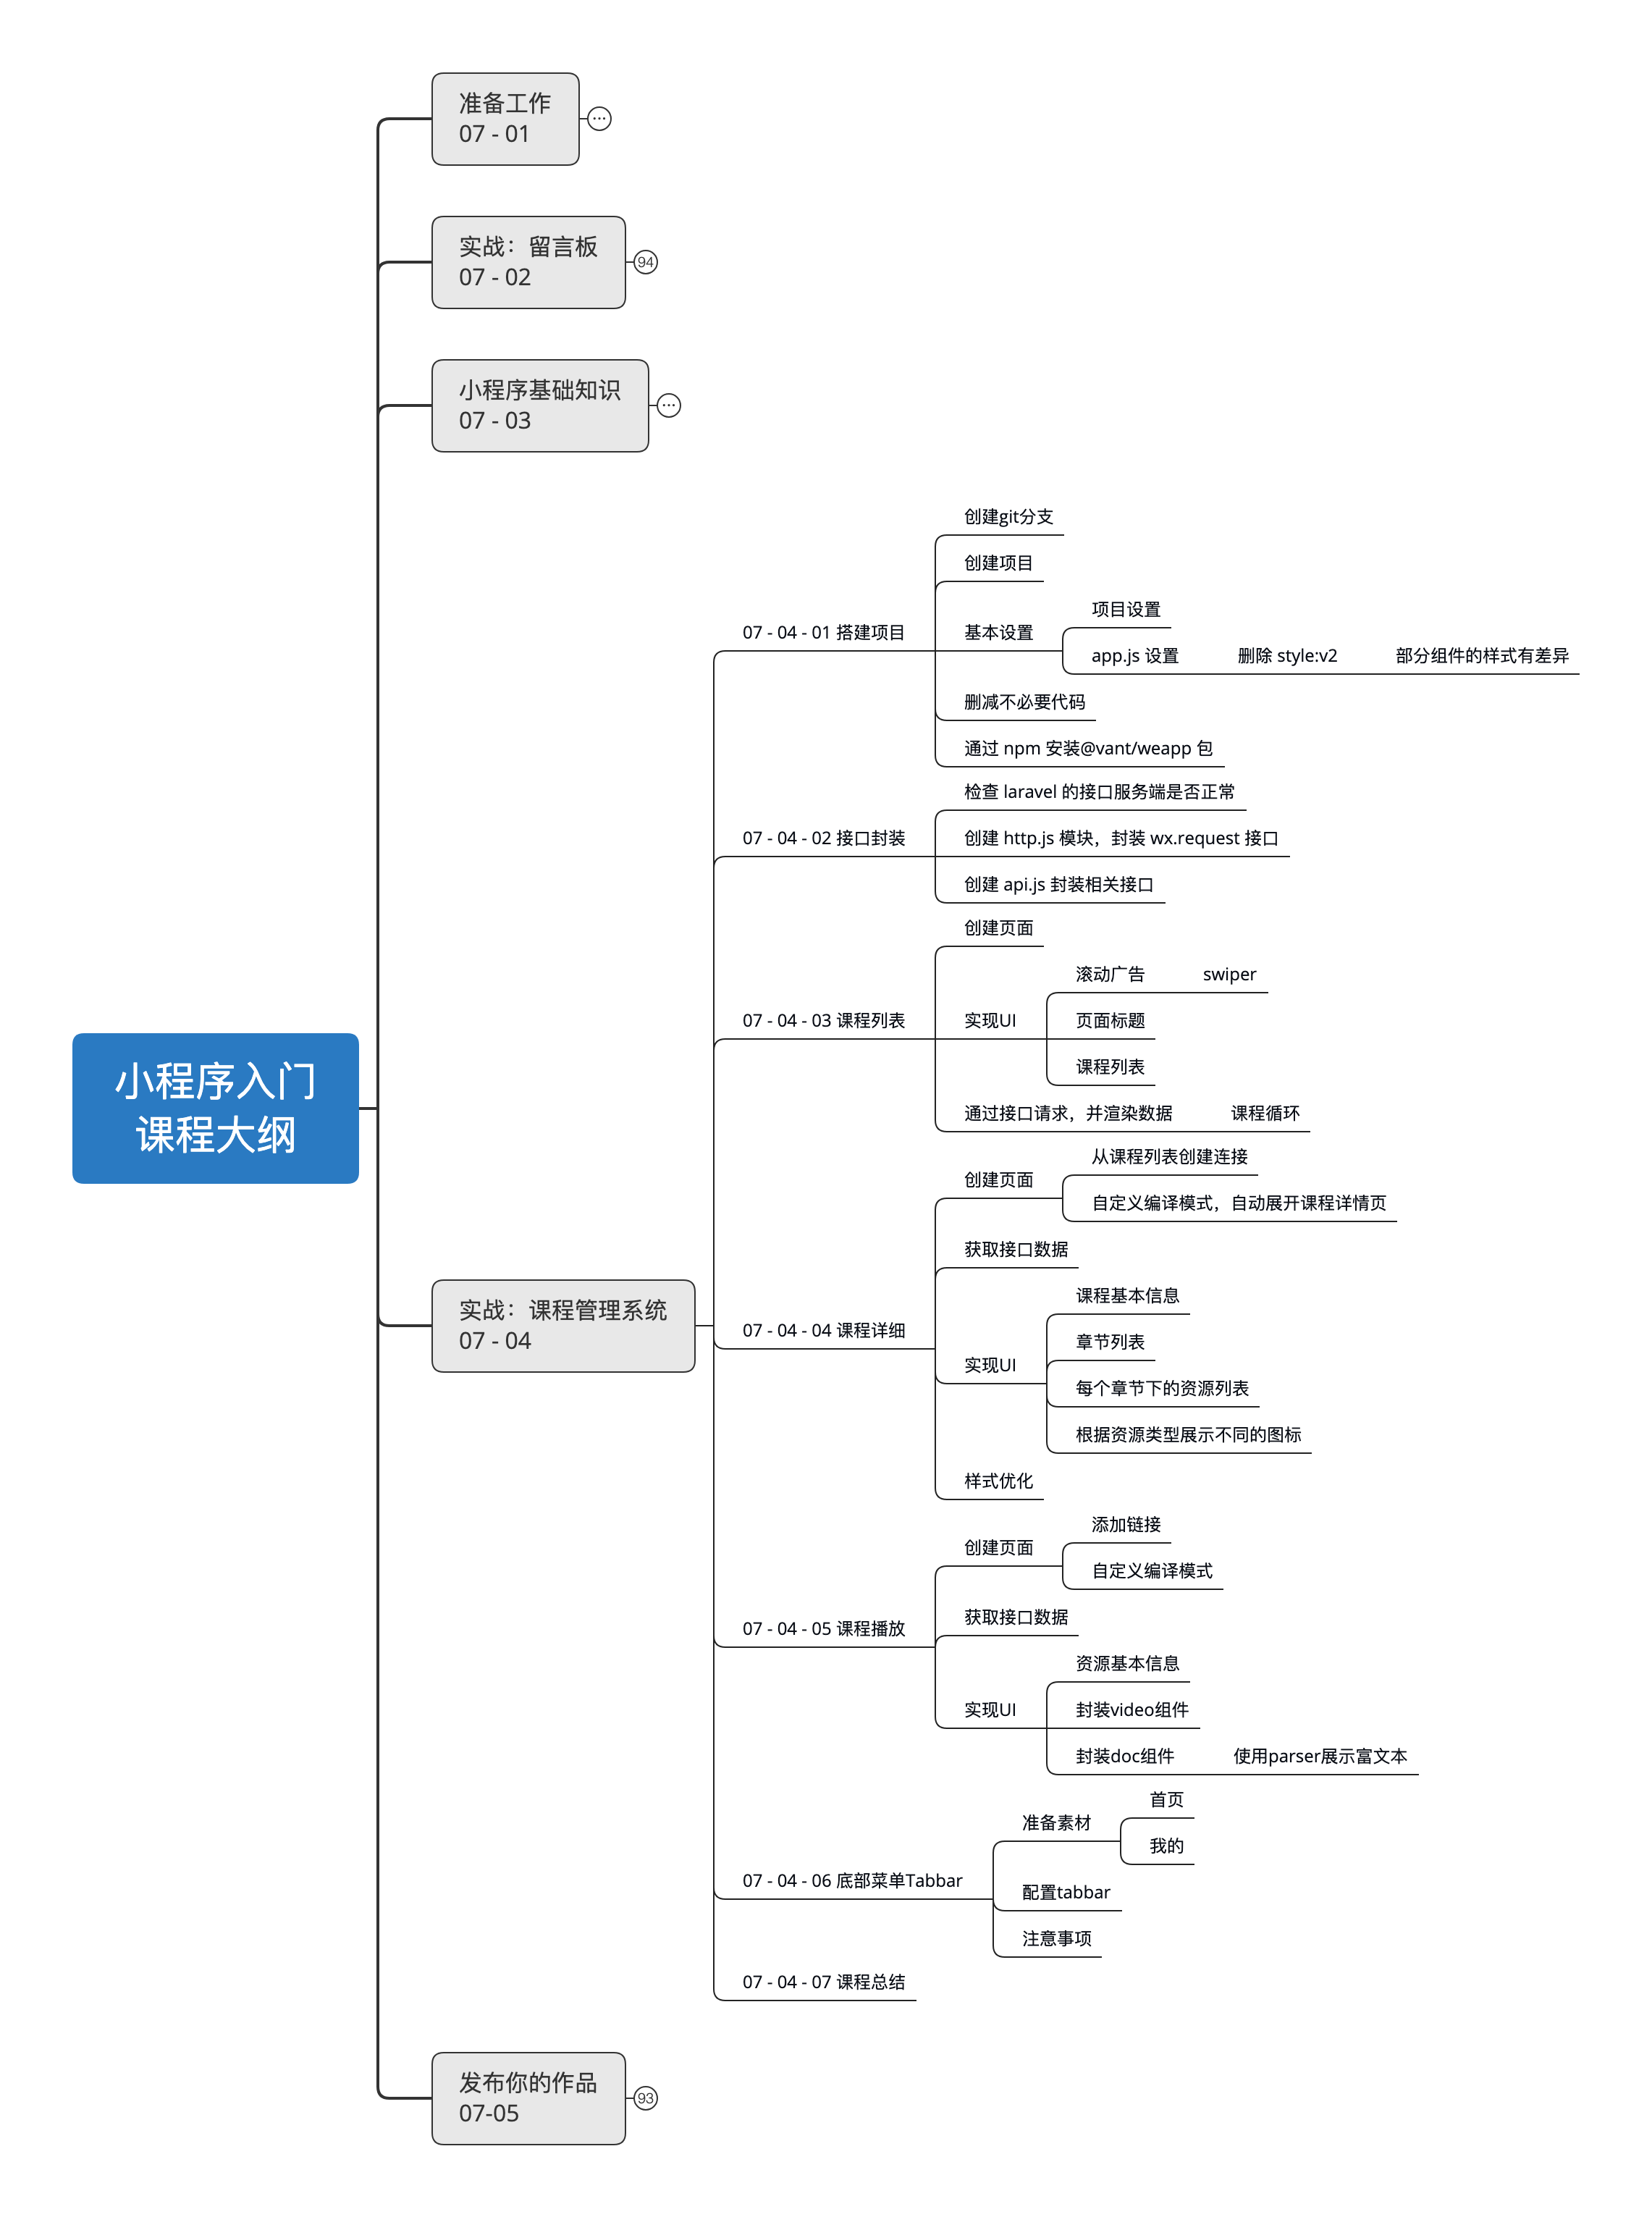 小程序入门
课程大纲
准备工作
07 - 01
…
实战：留言板
07 - 02
94
小程序基础知识
07 - 03
…
实战：课程管理系统
07 - 04
07 - 04 - 01 搭建项目
创建git分支
创建项目
基本设置
项目设置
app.js 设置
删除 style:v2
部分组件的样式有差异
删减不必要代码
通过 npm 安装@vant/weapp 包
07 - 04 - 02 接口封装
检查 laravel 的接口服务端是否正常
创建 http.js 模块，封装 wx.request 接口
创建 api.js 封装相关接口
07 - 04 - 03 课程列表
创建页面
实现UI
滚动广告
swiper
页面标题
课程列表
通过接口请求，并渲染数据
课程循环
07 - 04 - 04 课程详细
创建页面
从课程列表创建连接
自定义编译模式，自动展开课程详情页
获取接口数据
实现UI
课程基本信息
章节列表
每个章节下的资源列表
根据资源类型展示不同的图标
样式优化
07 - 04 - 05 课程播放
创建页面
添加链接
自定义编译模式
获取接口数据
实现UI
资源基本信息
封装video组件
封装doc组件
使用parser展示富文本
07 - 04 - 06 底部菜单Tabbar
准备素材
首页
我的
配置tabbar
注意事项
07 - 04 - 07 课程总结
发布你的作品
07-05
93